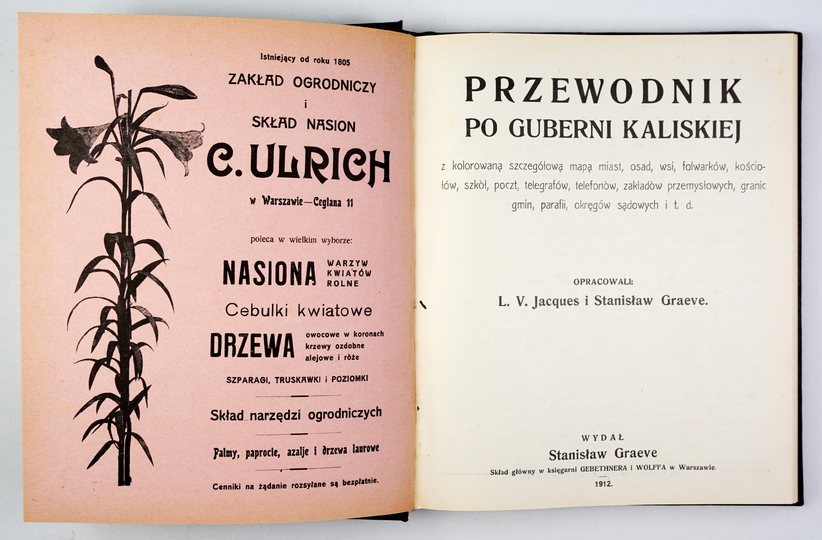 Istniejący od roku 1805
ZAKŁAD OGRODNICZY
i
SKŁAD NASION
C. ULRICH
w Warszawie—Ceglana 11
poleca w wielkim wyborze:
NASIONA WARZYW
KWIATÓW
ROLNE
Cebulki kwiatowe
DRZEWA owocowe w koronach
krzewy ozdobne
alejowe i róże
SZPARAGI, TRUSKAWKI i POZIOMKI
Skład narzędzi ogrodniczych
Palmy, paprocie, azalje i drzewa laurowe
Cenniki na żądanie rozsyłane są bezpłatnie.
PRZEWODNIK
PO GUBERNI KALISKIEJ
z kolorowaną szczegółową mapą miast, osad, wsi, folwarków, kościo-
łów, szkół, poczt, telegrafów, telefonów, zakładów przemysłowych, granic
gmin, parafii, okręgów sądowych i t. d.
OPRACOWALI:
L. V. Jacques i Stanisław Graeve.
WYDAŁ
Stanisław Graeve
Skład główny w księgarni GEBETHNERA i WOLFFA w Warszawie.
1912.